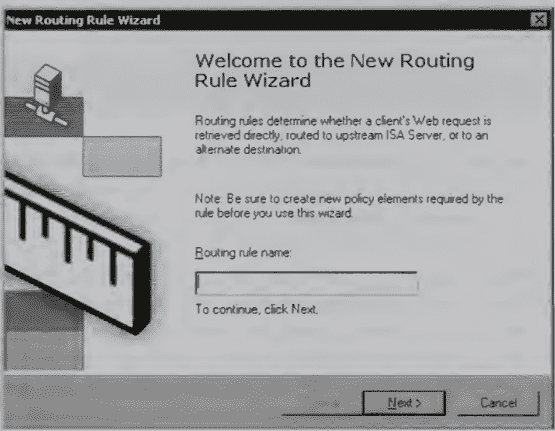 New Routing Rule Wizard
Welcome to the New Routing
Rule Wizard
Routing rules determine whether a client's Web request is
retrieved directly, routed to upstream ISA Server, or to an
alternate destination.
Note: Be sure to create new policy elements required by the
rule before you use this wizard.
Routing rule name:
To continue, click Next.
Next >
Cancel